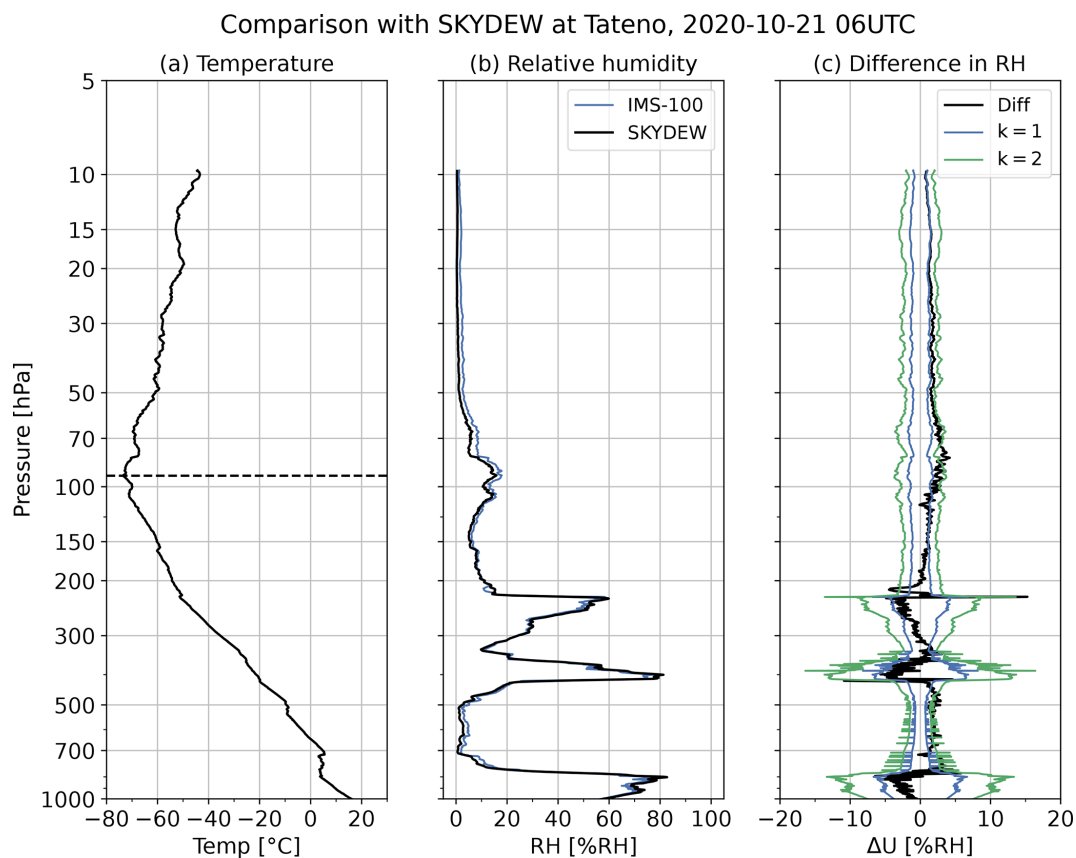 Comparison with SKYDEW at Tateno, 2020-10-21 06UTC
(a) Temperature
(b) Relative humidity
(c) Difference in RH
Pressure [hPa]
5
10
15
20
30
50
70
100
150
200
300
500
700
1000
−80 −60 −40 −20 0 20
Temp [°C]
IMS-100
SKYDEW
0 20 40 60 80 100
RH [%RH]
Diff
k = 1
k = 2
−20 −10 0 10 20
ΔU [%RH]